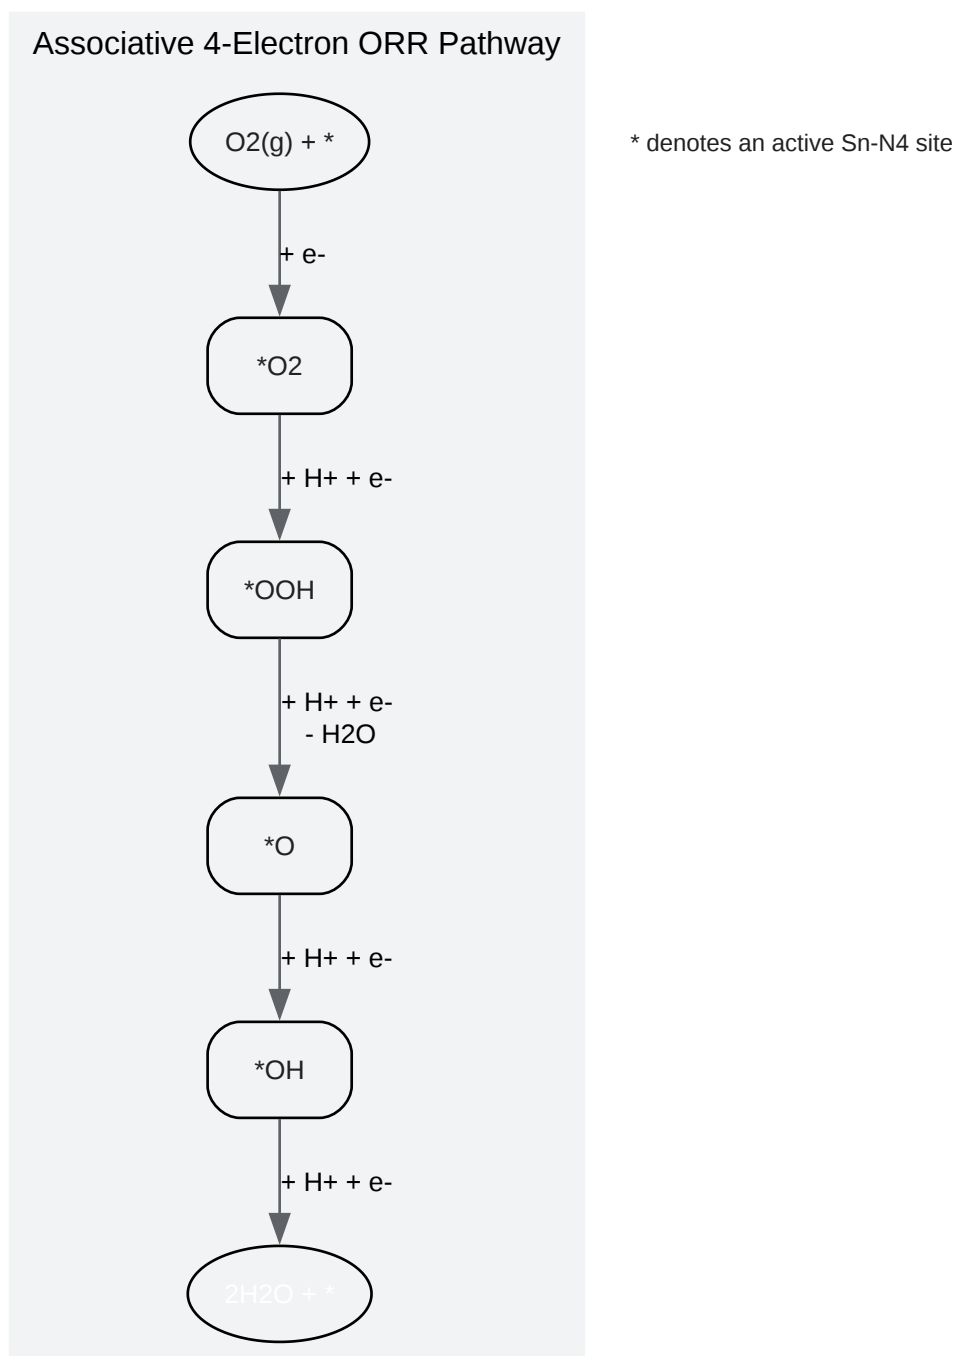 Associative 4-Electron ORR Pathway
O2(g) + *
* denotes an active Sn-N4 site
+ e-
*O2
+ H+ + e-
*OOH
+ H+ + e-
- H2O
*O
+ H+ + e-
*OH
+ H+ + e-
2H2O + *